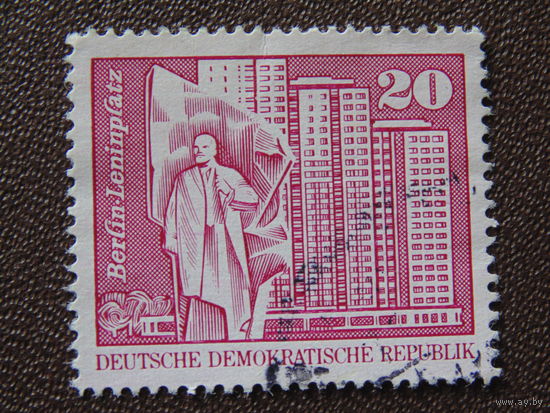 Berlin·Leninplatz
20
DEUTSCHE DEMOKRATISCHE REPUBLIK
www.ay.by